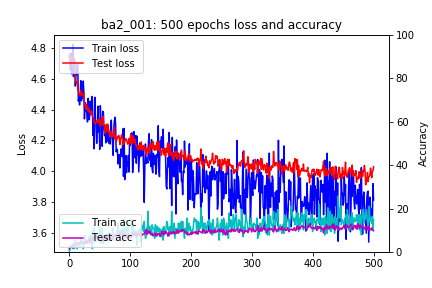 ba2_001: 500 epochs loss and accuracy
4.8
4.6
4.4
4.2
4.0
3.8
3.6
Loss
Train loss
Test loss
Train acc
Test acc
100
80
60
40
20
0
Accuracy
0 100 200 300 400 500